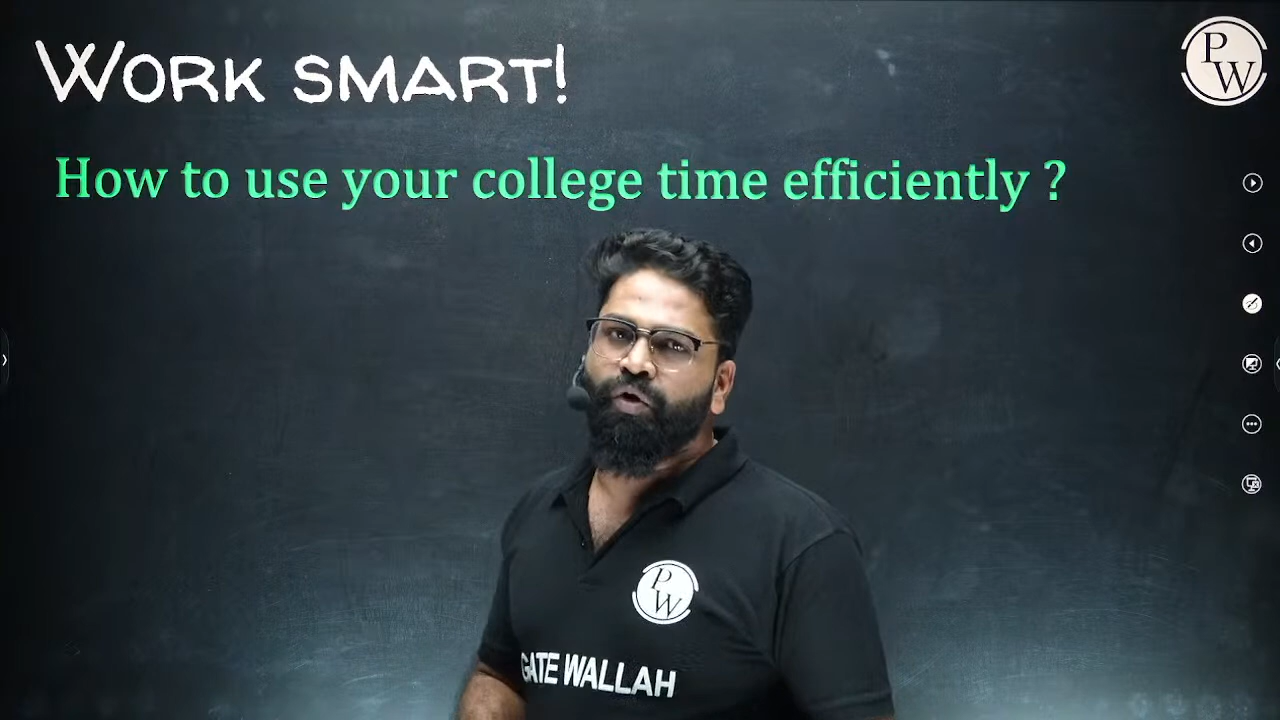 WORK SMART!
PW
How to use your college time efficiently ?
PW
GATE WALLAH